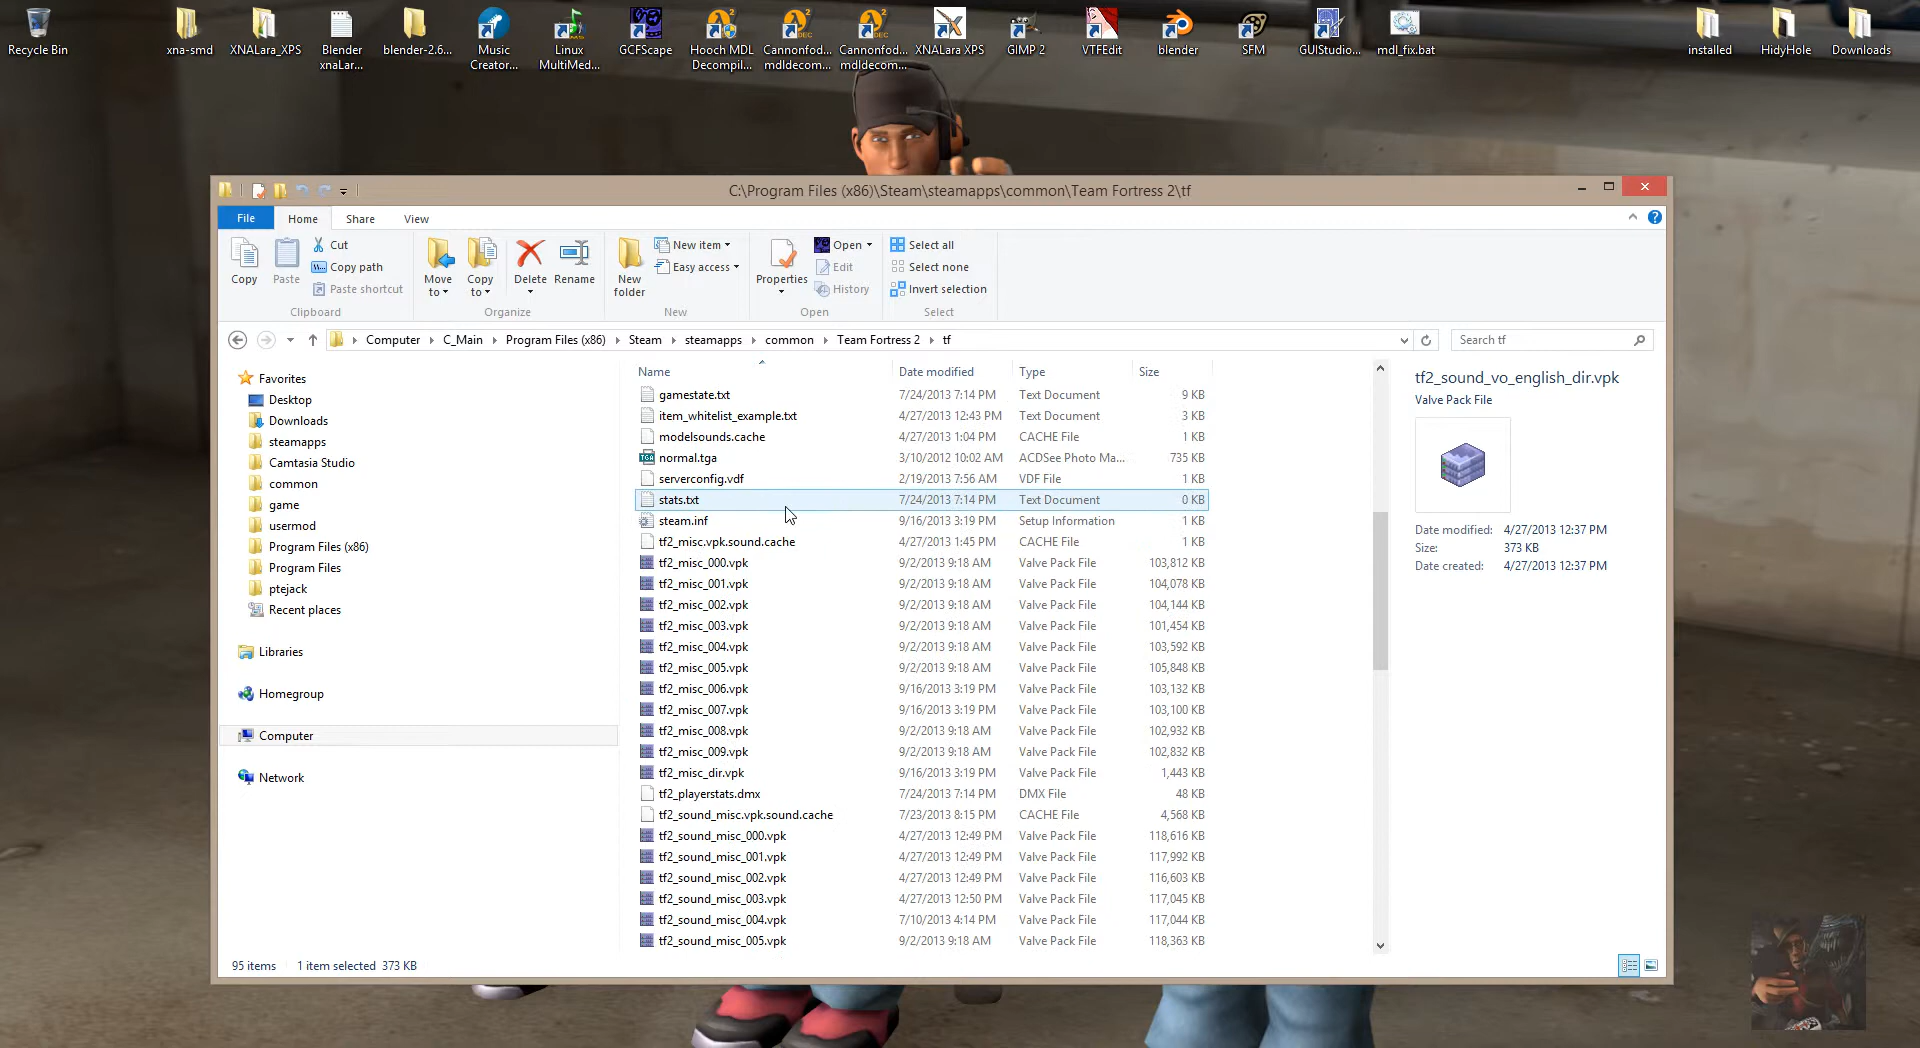 Recycle Bin
xna-smd
XNALara_XPS
Blender xnaLar...
blender-2.6...
Music Creator...
Linux MultiMed...
GCFScape
Hooch MDL Decompil...
Cannonfod... mdldecom...
Cannonfod... mdldecom...
XNALara XPS
GIMP 2
VTFEdit
blender
SFM
GUIStudio...
mdl_fix.bat
installed
HidyHole
Downloads
C:\Program Files (x86)\Steam\steamapps\common\Team Fortress 2\tf
File Home Share View
Copy
Paste
Cut
Copy path
Paste shortcut
Clipboard
Move to
Copy to
Delete
Rename
Organize
New folder
New item
Easy access
New
Properties
Open
Edit
History
Open
Select all
Select none
Invert selection
Select
Computer C_Main Program Files (x86) Steam steamapps common Team Fortress 2 tf
Search tf
Favorites
Desktop
Downloads
steamapps
Camtasia Studio
common
game
usermod
Program Files (x86)
Program Files
ptejack
Recent places
Libraries
Homegroup
Computer
Network
Name Date modified Type Size
gamestate.txt 7/24/2013 7:14 PM Text Document 9 KB
item_whitelist_example.txt 4/27/2013 12:43 PM Text Document 3 KB
modelsounds.cache 4/27/2013 1:04 PM CACHE File 1 KB
normal.tga 3/10/2012 10:02 AM ACDSee Photo Ma... 735 KB
serverconfig.vdf 2/19/2013 7:56 AM VDF File 1 KB
stats.txt 7/24/2013 7:14 PM Text Document 0 KB
steam.inf 9/16/2013 3:19 PM Setup Information 1 KB
tf2_misc.vpk.sound.cache 4/27/2013 1:45 PM CACHE File 1 KB
tf2_misc_000.vpk 9/2/2013 9:18 AM Valve Pack File 103,812 KB
tf2_misc_001.vpk 9/2/2013 9:18 AM Valve Pack File 104,078 KB
tf2_misc_002.vpk 9/2/2013 9:18 AM Valve Pack File 104,144 KB
tf2_misc_003.vpk 9/2/2013 9:18 AM Valve Pack File 101,454 KB
tf2_misc_004.vpk 9/2/2013 9:18 AM Valve Pack File 103,592 KB
tf2_misc_005.vpk 9/2/2013 9:18 AM Valve Pack File 105,848 KB
tf2_misc_006.vpk 9/16/2013 3:19 PM Valve Pack File 103,132 KB
tf2_misc_007.vpk 9/16/2013 3:19 PM Valve Pack File 103,100 KB
tf2_misc_008.vpk 9/2/2013 9:18 AM Valve Pack File 102,932 KB
tf2_misc_009.vpk 9/2/2013 9:18 AM Valve Pack File 102,832 KB
tf2_misc_dir.vpk 9/16/2013 3:19 PM Valve Pack File 1,443 KB
tf2_playerstats.dmx 7/24/2013 7:14 PM DMX File 48 KB
tf2_sound_misc.vpk.sound.cache 7/23/2013 8:15 PM CACHE File 4,568 KB
tf2_sound_misc_000.vpk 4/27/2013 12:49 PM Valve Pack File 118,616 KB
tf2_sound_misc_001.vpk 4/27/2013 12:49 PM Valve Pack File 117,992 KB
tf2_sound_misc_002.vpk 4/27/2013 12:49 PM Valve Pack File 116,603 KB
tf2_sound_misc_003.vpk 4/27/2013 12:50 PM Valve Pack File 117,045 KB
tf2_sound_misc_004.vpk 7/10/2013 4:14 PM Valve Pack File 117,044 KB
tf2_sound_misc_005.vpk 9/2/2013 9:18 AM Valve Pack File 118,363 KB
tf2_sound_vo_english_dir.vpk
Valve Pack File
Date modified: 4/27/2013 12:37 PM
Size: 373 KB
Date created: 4/27/2013 12:37 PM
95 items 1 item selected 373 KB